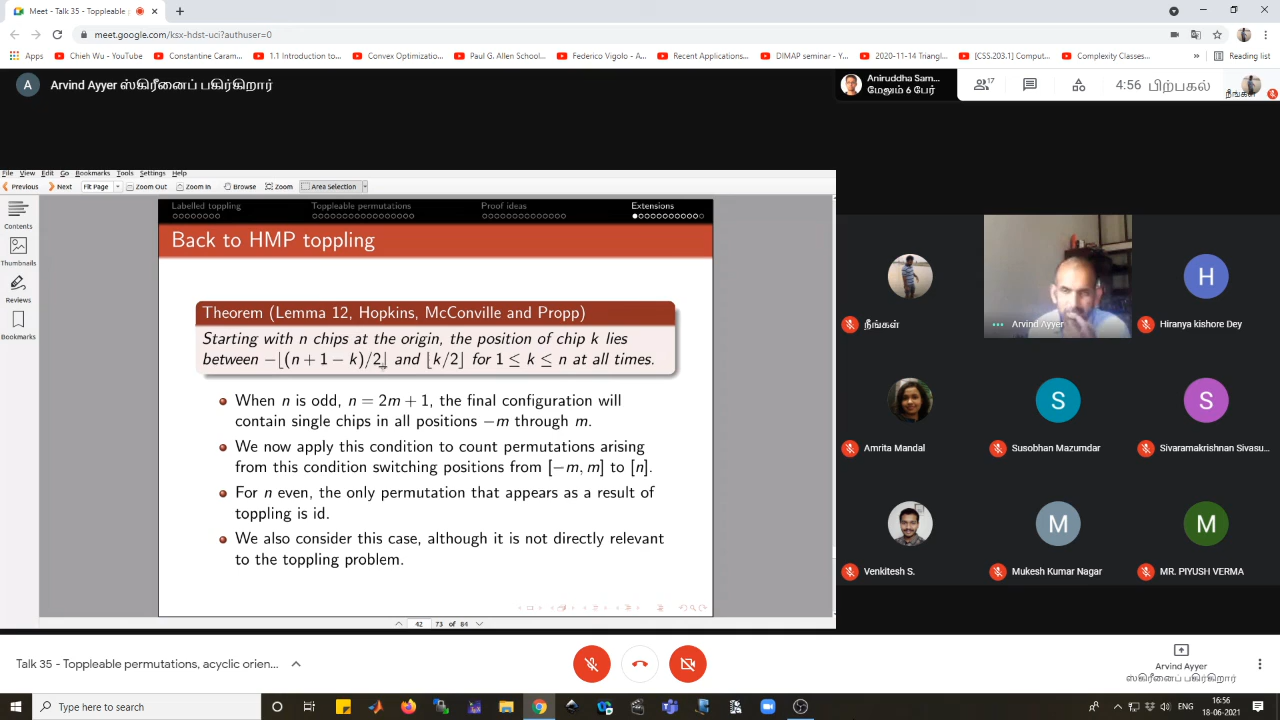 Meet - Talk 35 - Toppleable
meet.google.com/ksx-hdst-uci?authuser=0
Apps
Chieh Wu - YouTube
Constantine Caram...
1.1 Introduction to...
Convex Optimizatio...
Paul G. Allen School...
Federico Vigolo - A...
Recent Applications...
DIMAP seminar - Y...
2020-11-14 Triangl...
[CSS.203.1] Comput...
Complexity Classes...
»
Reading list
A
Arvind Ayyer ஸ்கிரீனைப் பகிர்கிறார்
Aniruddha Sam...
மேலும் 6 பேர்
17
4:56 பிற்பகல்
நீங்கள்
File View Edit Go Bookmarks Tools Settings Help
Previous Next Fit Page Zoom Out Zoom In Browse Zoom Area Selection
Contents
Thumbnails
Reviews
Bookmarks
Labelled toppling
Toppleable permutations
Proof ideas
Extensions
Back to HMP toppling
Theorem (Lemma 12, Hopkins, McConville and Propp)
Starting with n chips at the origin, the position of chip k lies
between −⌊(n + 1 − k)/2⌋ and ⌊k/2⌋ for 1 ≤ k ≤ n at all times.
When n is odd, n = 2m + 1, the final configuration will
contain single chips in all positions −m through m.
We now apply this condition to count permutations arising
from this condition switching positions from [−m, m] to [n].
For n even, the only permutation that appears as a result of
toppling is id.
We also consider this case, although it is not directly relevant
to the toppling problem.
42 73 of 84
நீங்கள்
Arvind Ayyer
H
Hiranya kishore Dey
Amrita Mandal
S
Susobhan Mazumdar
S
Sivaramakrishnan Sivasu...
Venkitesh S.
M
Mukesh Kumar Nagar
M
MR. PIYUSH VERMA
Talk 35 - Toppleable permutations, acyclic orien...
Arvind Ayyer
ஸ்கிரீனைப் பகிர்கிறார்
Type here to search
ENG
16:56
18-06-2021